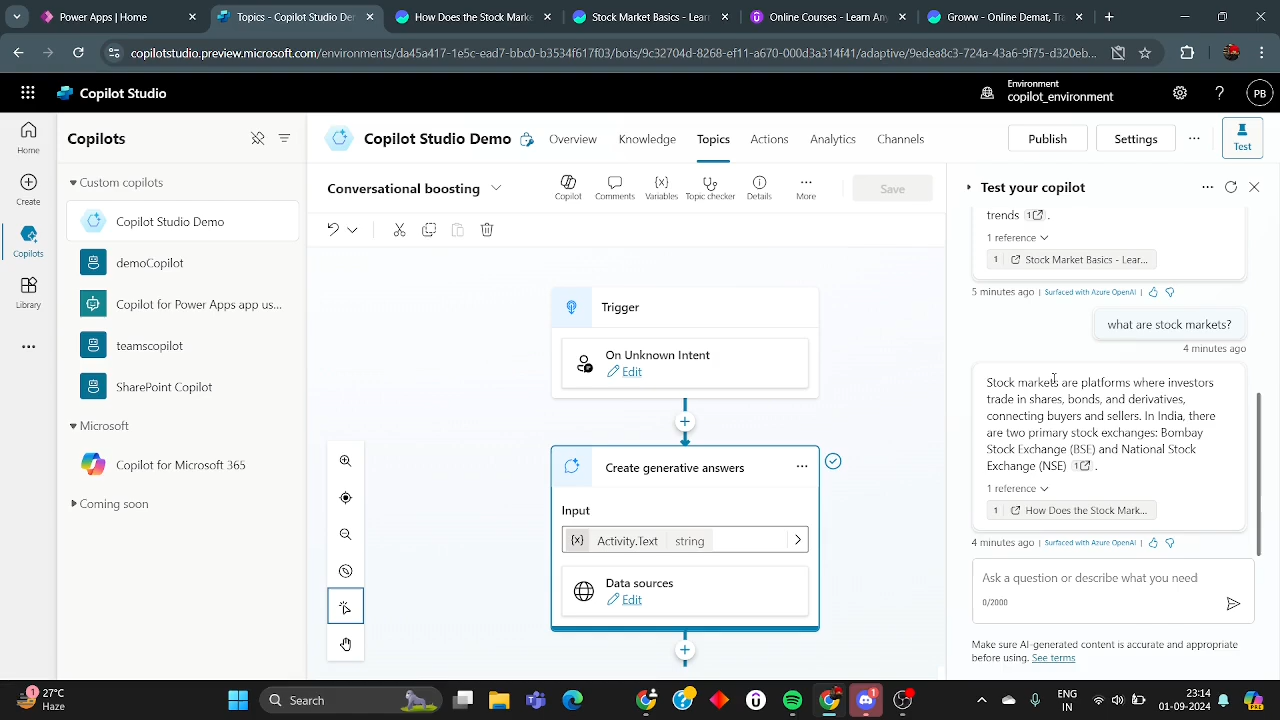 Power Apps | Home
Topics - Copilot Studio De
How Does the Stock Mark
Stock Market Basics - Lear
Online Courses - Learn An
Groww - Online Demat, Tra
copilotstudio.preview.microsoft.com/environments/da45a417-1e5c-ead7-bbc0-b3534f617f03/bots/9c32704d-8268-ef11-a670-000d3a314f41/adaptive/9edea8c3-724a-43a6-9f75-d320eb...
Copilot Studio
Environment
copilot_environment
PB
Home
Create
Copilots
Library
Copilots
Custom copilots
Copilot Studio Demo
demoCopilot
Copilot for Power Apps app us...
teamscopilot
SharePoint Copilot
Microsoft
Copilot for Microsoft 365
Coming soon
Copilot Studio Demo
Overview
Knowledge
Topics
Actions
Analytics
Channels
Publish
Settings
Test
Conversational boosting
Copilot
Comments
Variables
Topic checker
Details
More
Save
Trigger
On Unknown Intent
Edit
Create generative answers
Input
{x} Activity.Text string
Data sources
Edit
Test your copilot
trends 1 .
1 reference
1 Stock Market Basics - Lear...
5 minutes ago | Surfaced with Azure OpenAI |
what are stock markets?
4 minutes ago
Stock markets are platforms where investors
trade in shares, bonds, and derivatives,
connecting buyers and sellers. In India, there
are two primary stock exchanges: Bombay
Stock Exchange (BSE) and National Stock
Exchange (NSE) 1 .
1 reference
1 How Does the Stock Mark...
4 minutes ago | Surfaced with Azure OpenAI |
Ask a question or describe what you need
0/2000
Make sure AI-generated content is accurate and appropriate
before using. See terms
1
27°C
Haze
Search
1
ENG
IN
23:14
01-09-2024